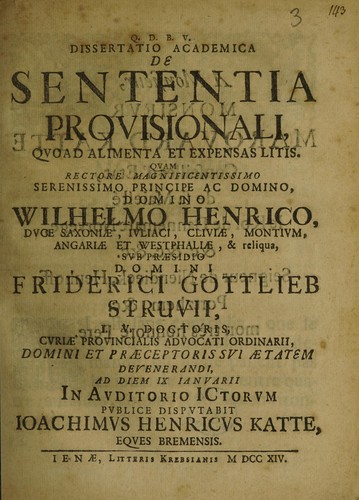 3
143
Q. D. B. V.
DISSERTATIO ACADEMICA
DE
SENTENTIA
PROVISIONALI,
QVOAD ALIMENTA ET EXPENSAS LITIS.
QVAM
RECTORE MAGNIFICENTISSIMO
SERENISSIMO PRINCIPE AC DOMINO,
DOMINO
WILHELMO HENRICO,
DVCE SAXONIÆ, IVLIACI, CLIVIÆ, MONTIVM,
ANGARIÆ ET WESTPHALIÆ, & reliqua,
SVB PRÆSIDIO
DOMINI
FRIDERICI GOTTLIEB
STRUVII,
I. V. DOCTORIS,
CVRIÆ PROVINCIALIS ADVOCATI ORDINARII,
DOMINI ET PRÆCEPTORIS SVI ÆTATEM
DEVENERANDI,
AD DIEM IX IANVARII
IN AVDITORIO ICTORVM
PVBLICE DISPVTABIT
IOACHIMVS HENRICVS KATTE,
EQVES BREMENSIS.
IENÆ, LITTERIS KREBSIANIS M DCC XIV.